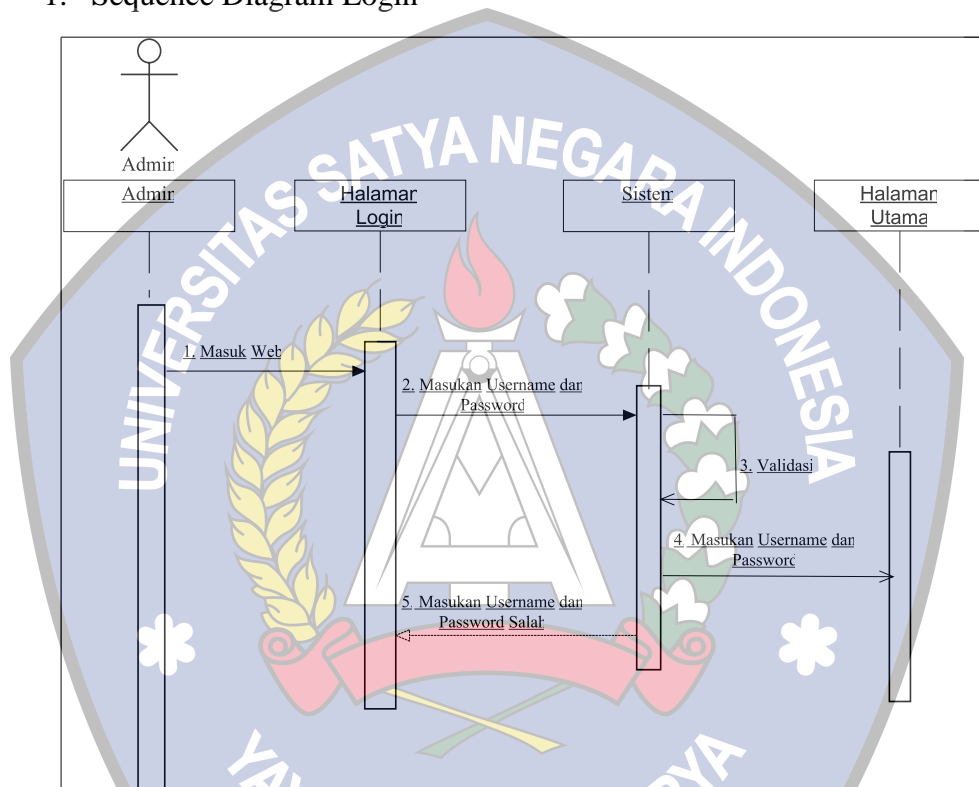 1. Sequence Diagram Login
Admin
Admin
Halaman
Login
Sistem
Halaman
Utama
UNIVERSITAS SATYA NEGARA INDONESIA
1. Masuk Web
2. Masukan Username dan
Password
3. Validasi
4. Masukan Username dan
Password
5. Masukan Username dan
Password Salah